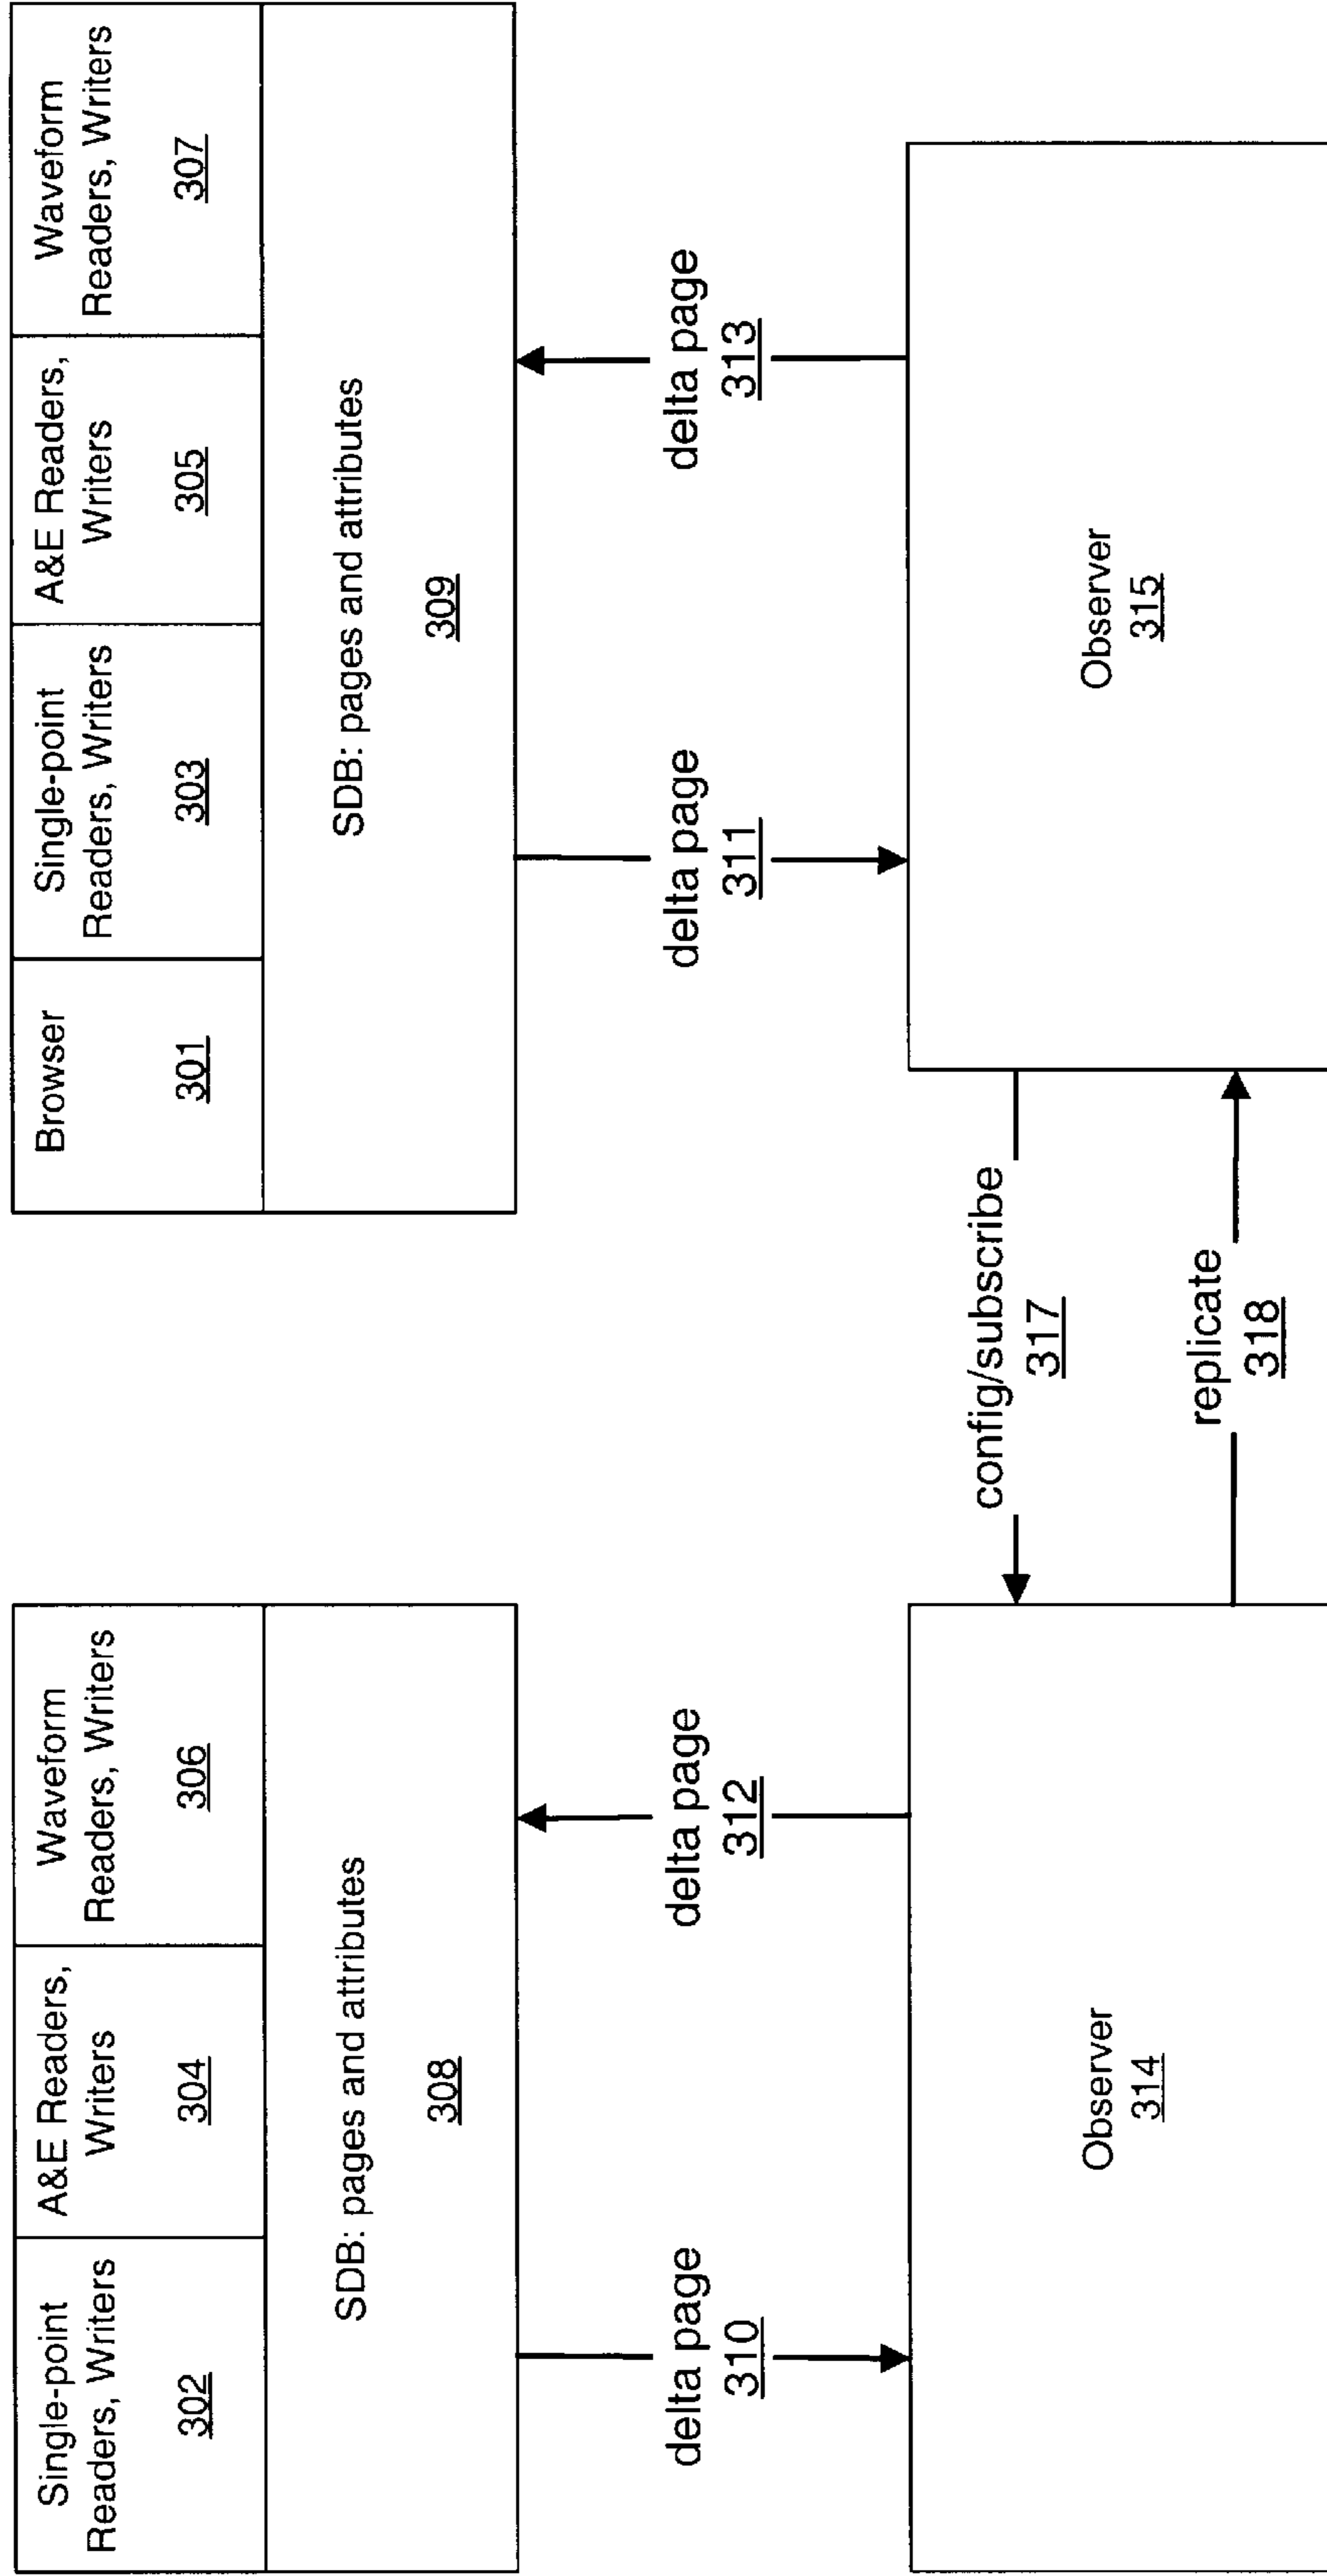 Single-point
Readers, Writers
302
A&E Readers,
Writers
304
Waveform
Readers, Writers
306
SDB: pages and attributes
308
delta page
310
delta page
312
Observer
314
config/subscribe
317
replicate
318
Browser
301
Single-point
Readers, Writers
303
A&E Readers,
Writers
305
Waveform
Readers, Writers
307
SDB: pages and attributes
309
delta page
311
delta page
313
Observer
315